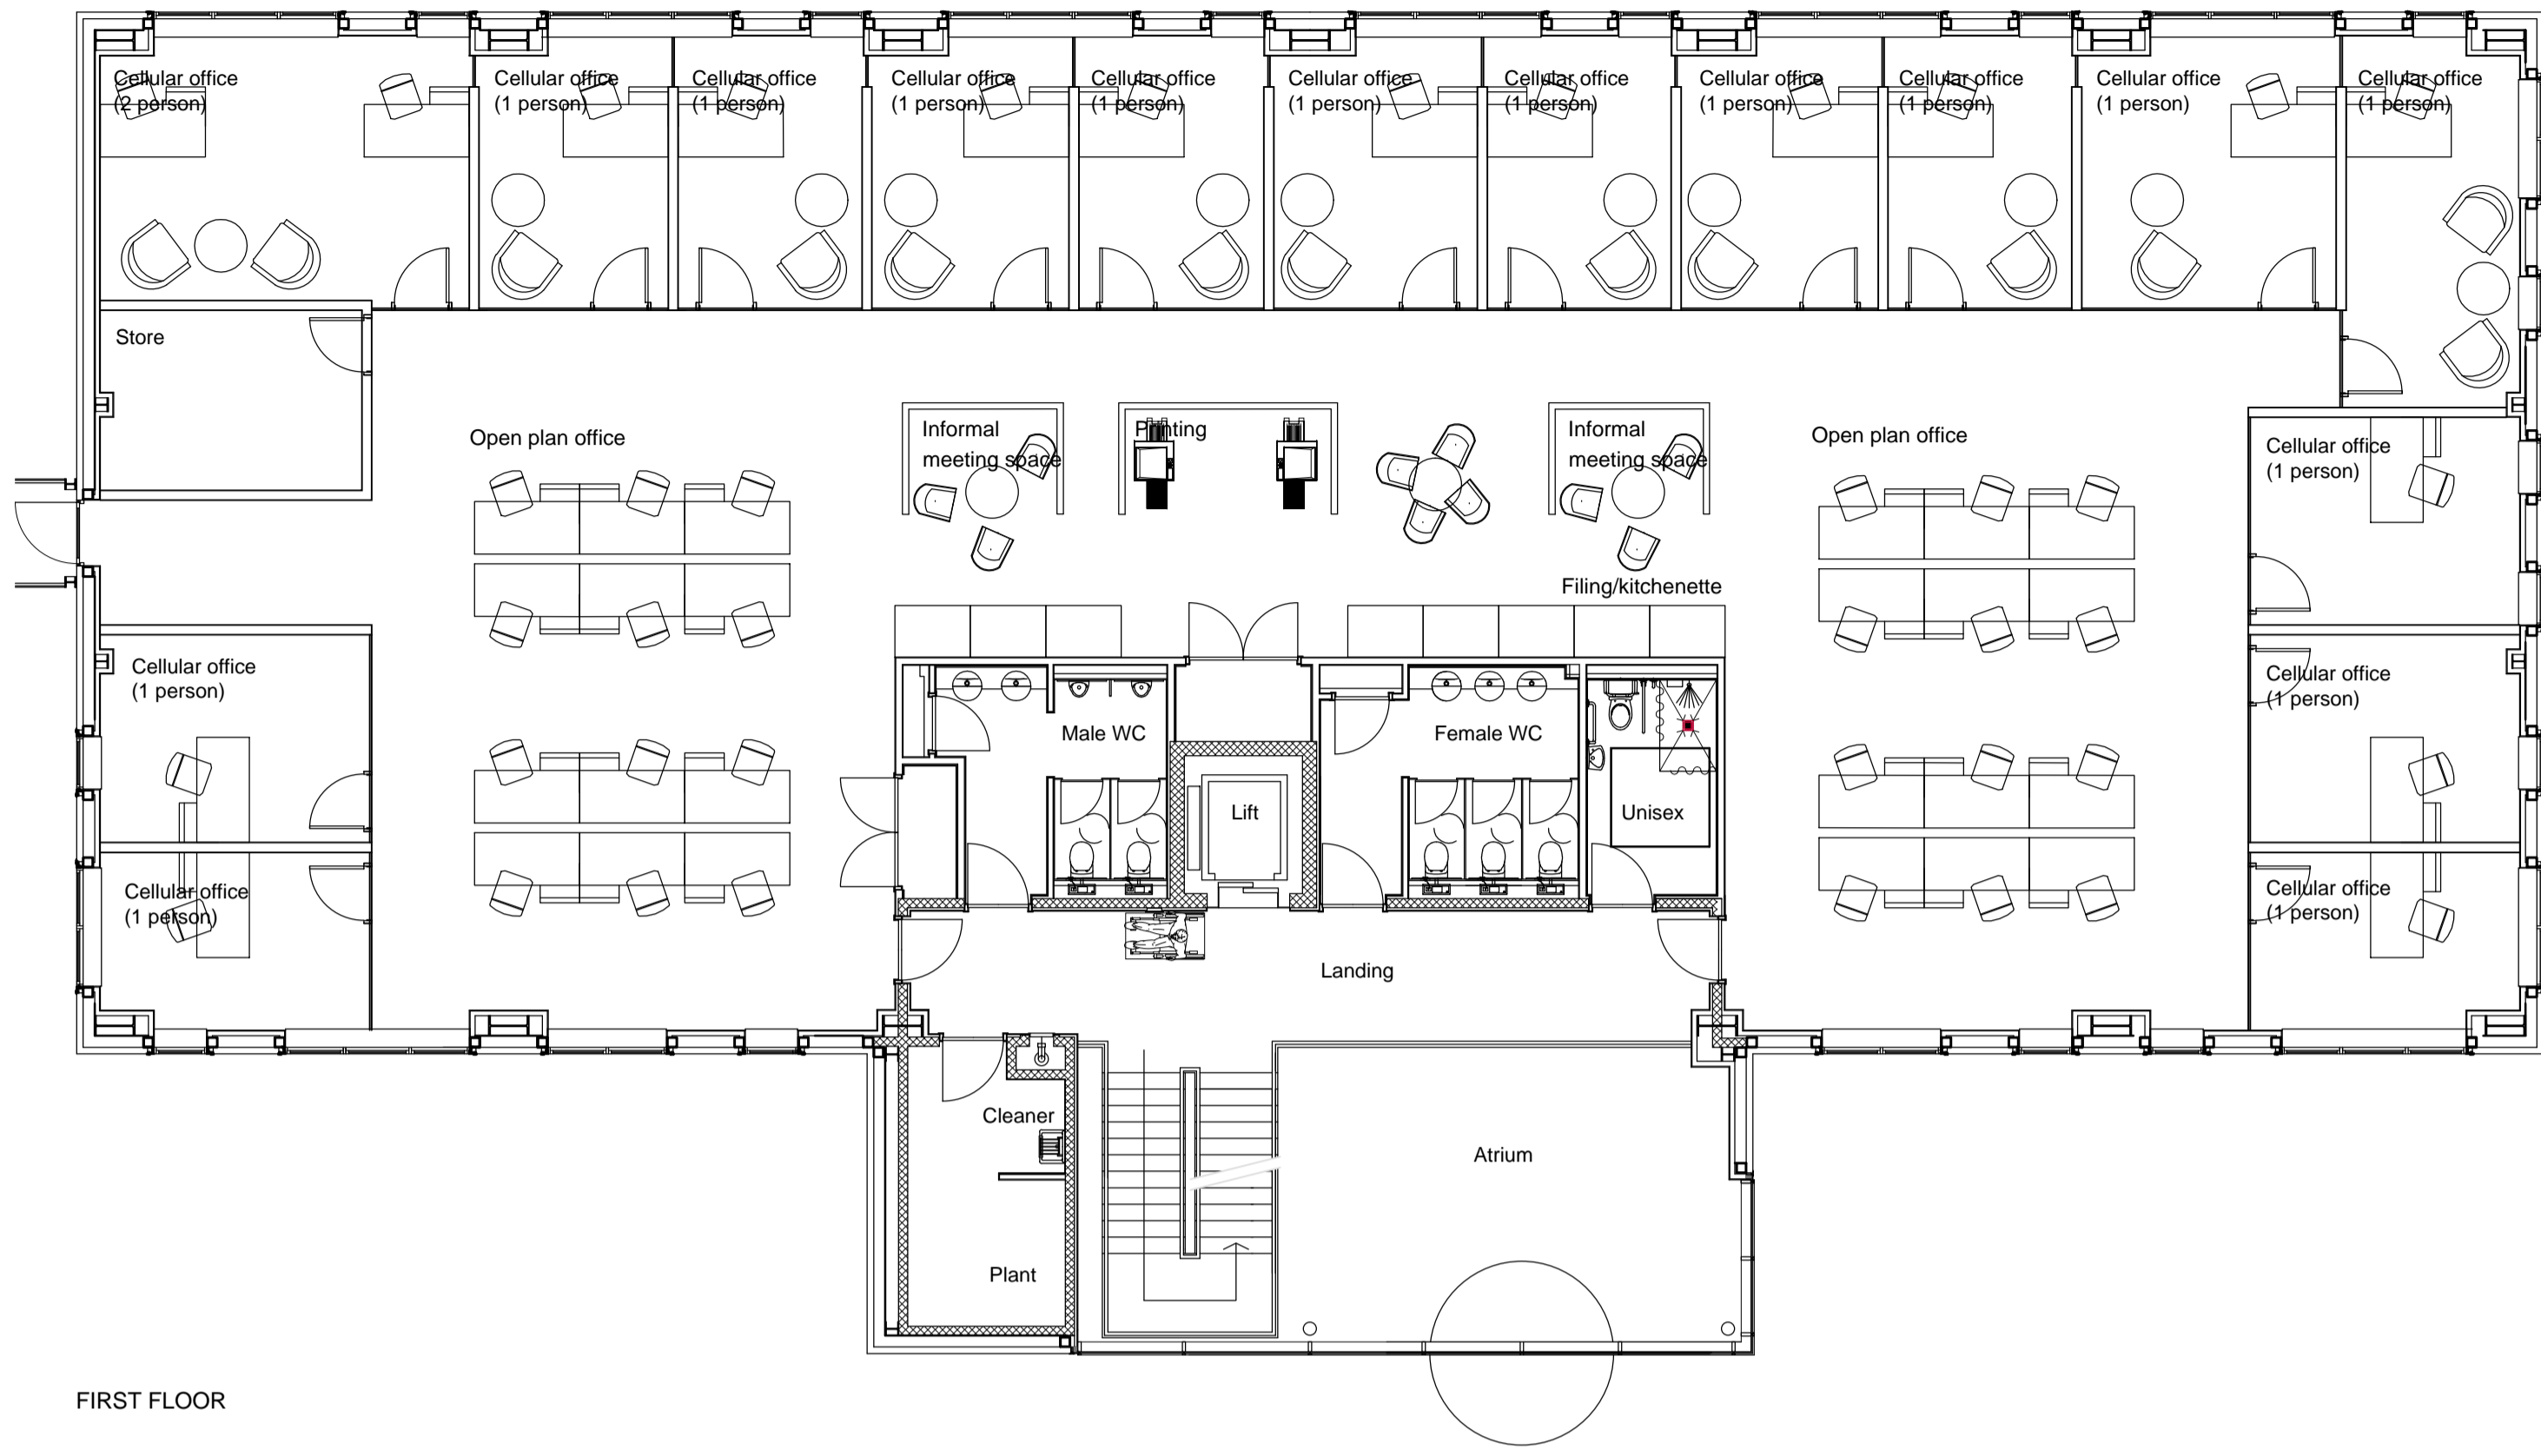 Cellular office
(2 person)
Cellular office
(1 person)
Cellular office
(1 person)
Cellular office
(1 person)
Cellular office
(1 person)
Cellular office
(1 person)
Cellular office
(1 person)
Cellular office
(1 person)
Cellular office
(1 person)
Cellular office
(1 person)
Cellular office
(1 person)
Store
Open plan office
Informal
meeting space
Printing
Informal
meeting space
Open plan office
Cellular office
(1 person)
Filing/kitchenette
Cellular office
(1 person)
Male WC
Female WC
Cellular office
(1 person)
Lift
Unisex
Cellular office
(1 person)
Cellular office
(1 person)
Landing
Cleaner
Atrium
Plant
FIRST FLOOR